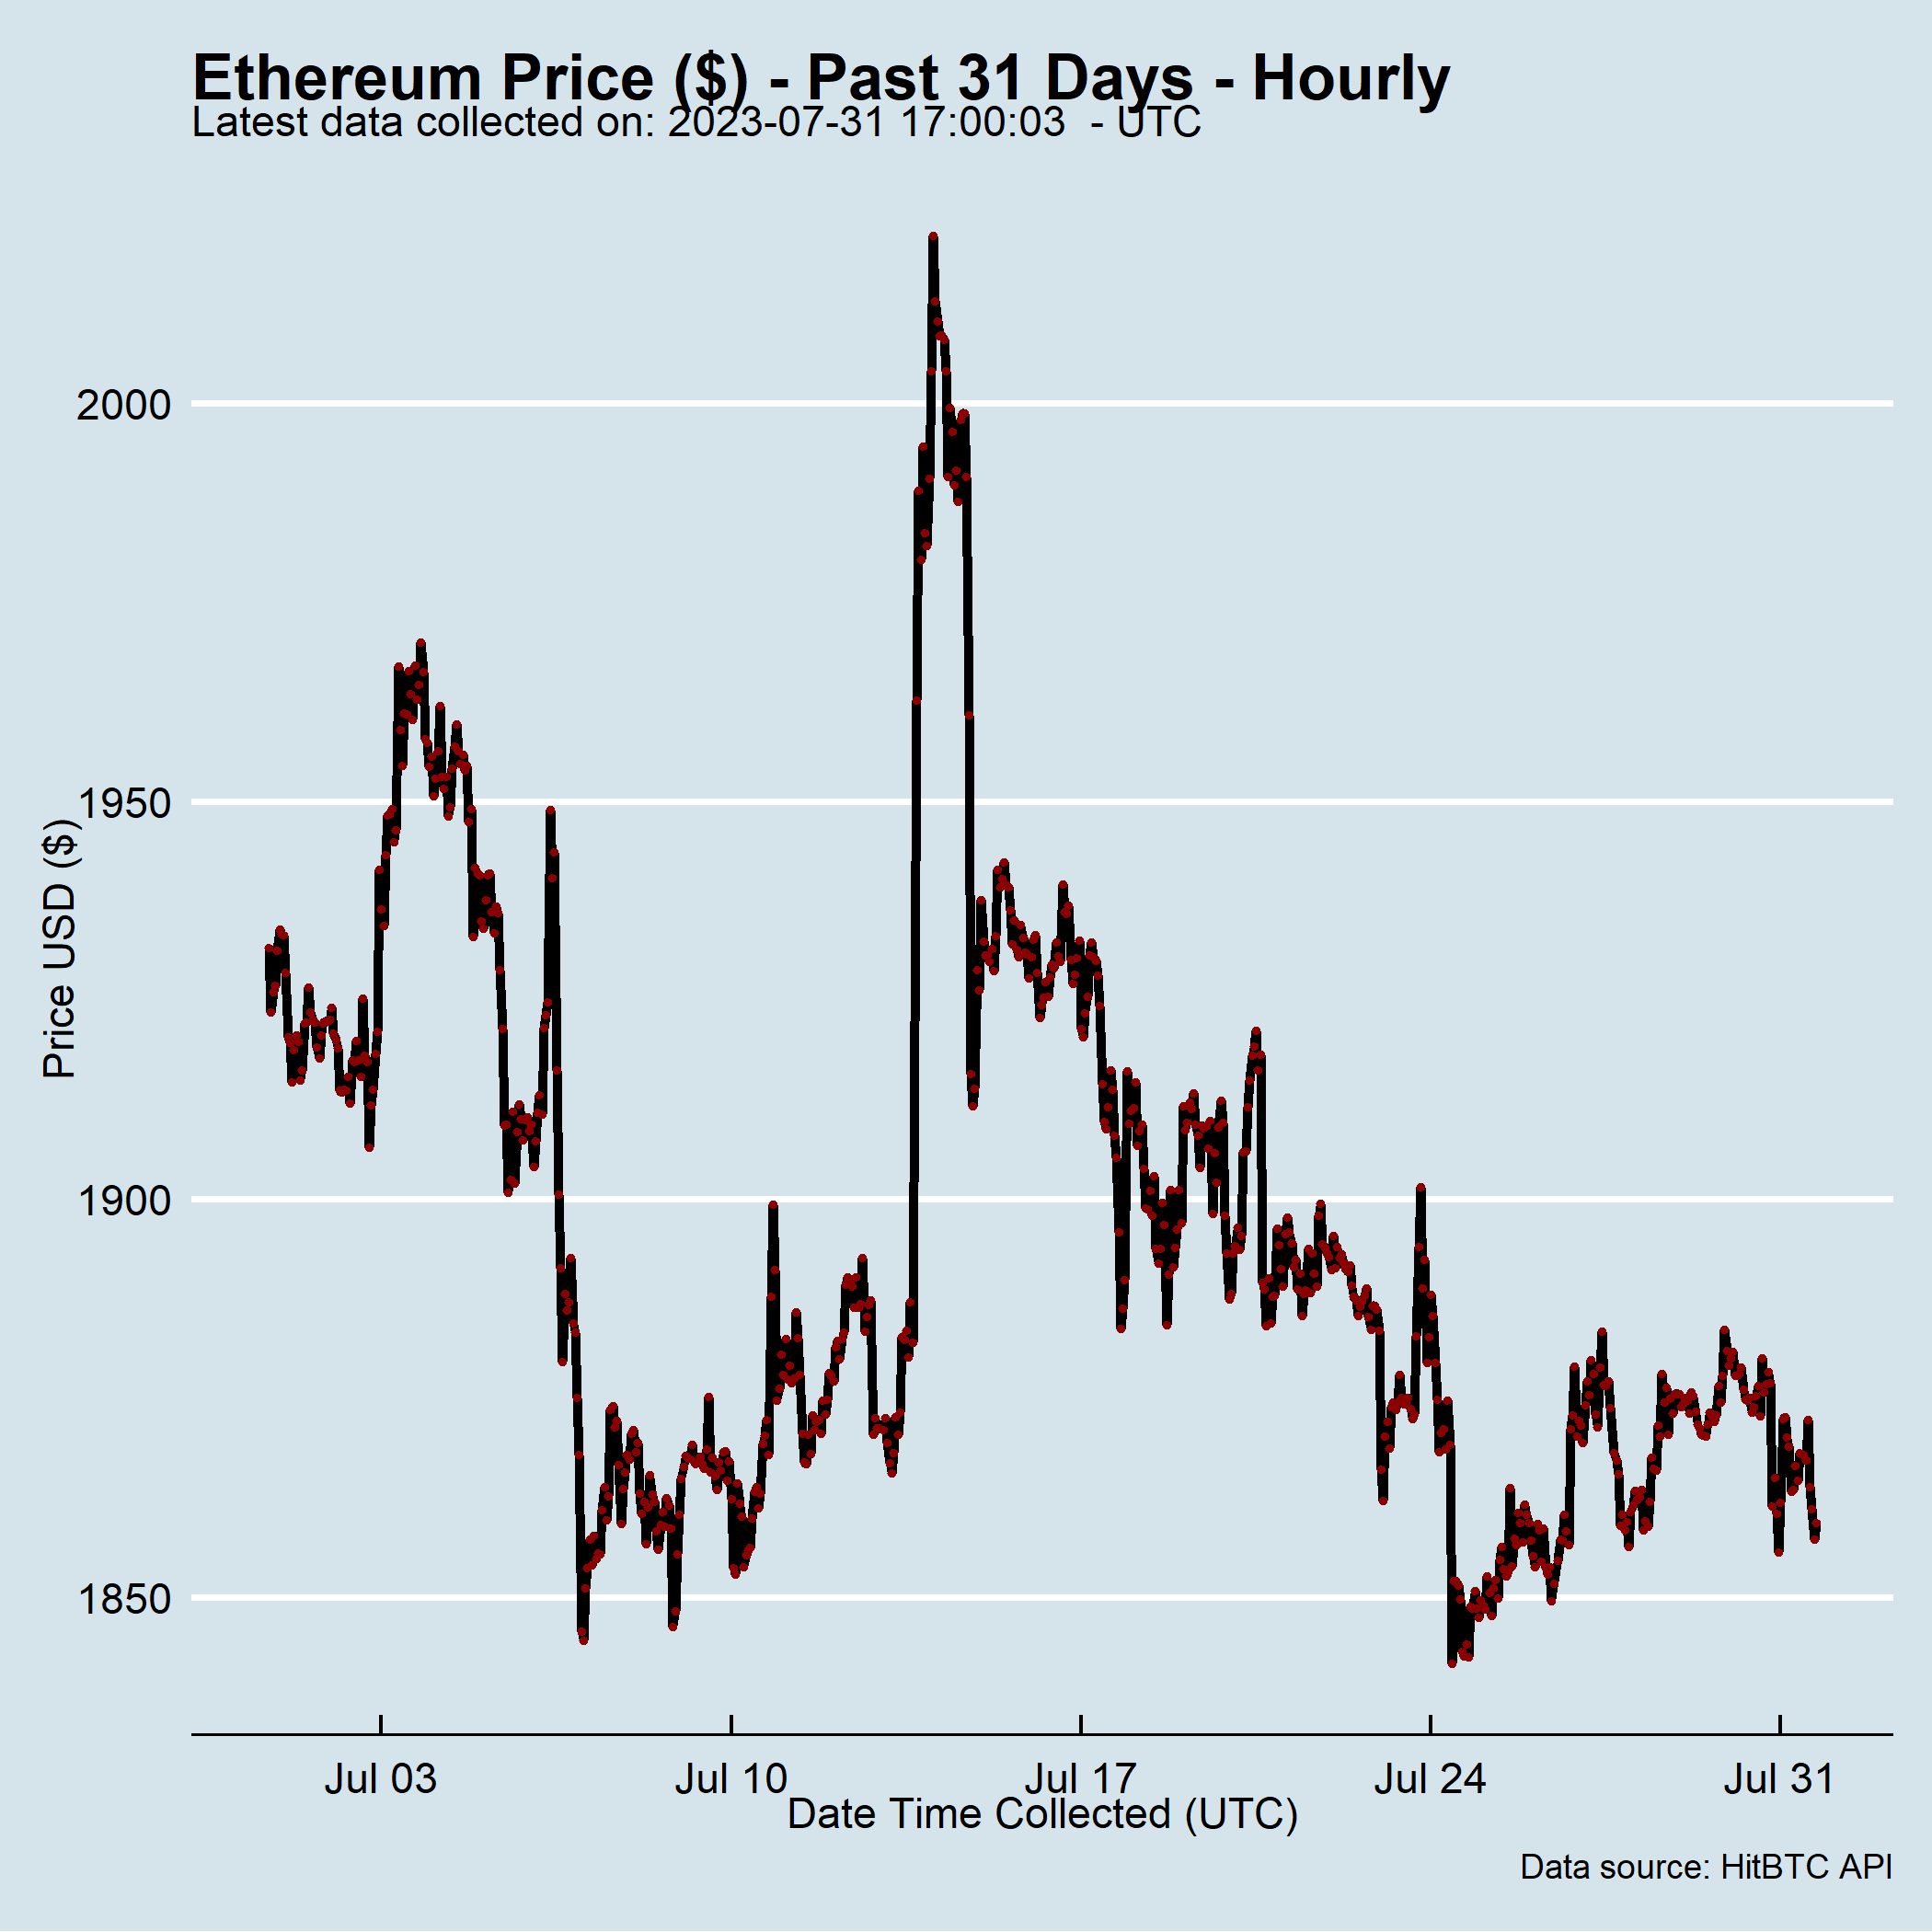 Ethereum Price ($) - Past 31 Days - Hourly
Latest data collected on: 2023-07-31 17:00:03  - UTC
2000
1950
1900
1850
Price USD ($)
Jul 03 Jul 10 Jul 17 Jul 24 Jul 31
Date Time Collected (UTC)
Data source: HitBTC API